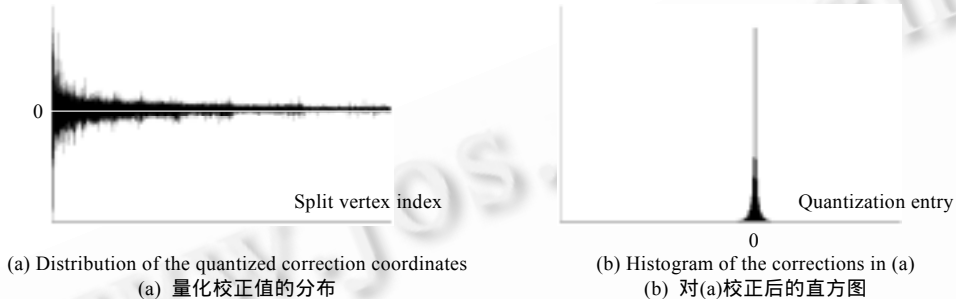 0
Split vertex index
(a) Distribution of the quantized correction coordinates
(a) 量化校正值的分布
Quantization entry
0
(b) Histogram of the corrections in (a)
(b) 对(a)校正后的直方图